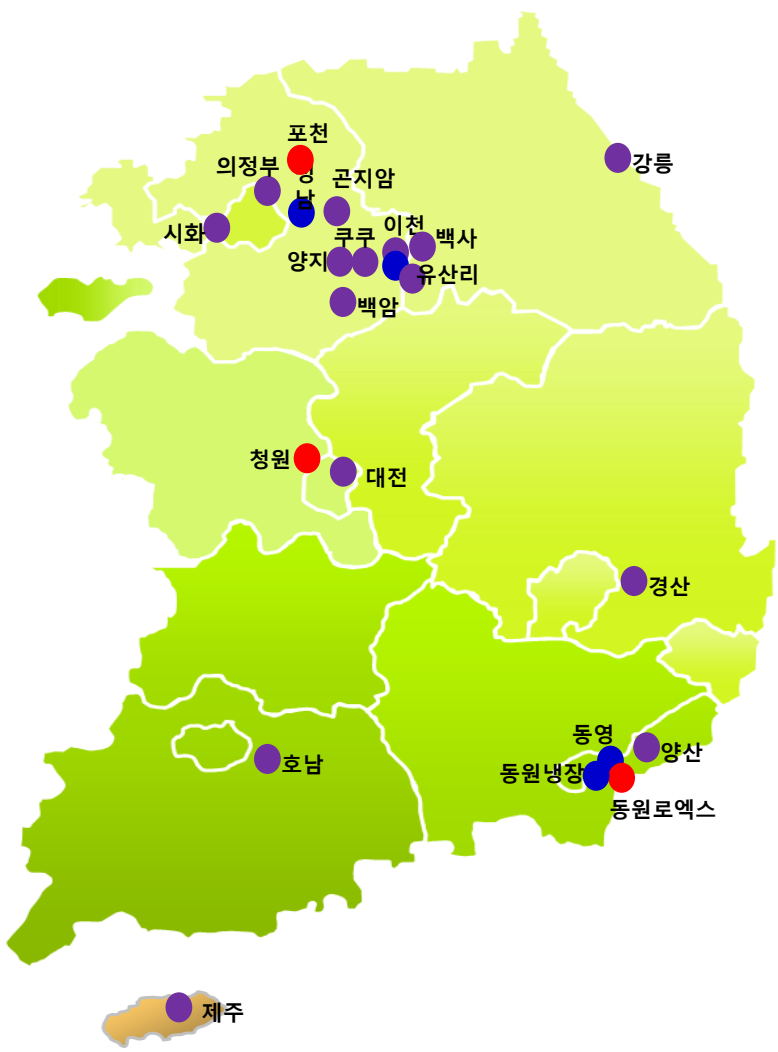 포천
강릉
의정부
곤지암
남
이천
시화
쿠쿠
백사
양지
유산리
백암
청원
대전
경산
동영
양산
호남
동원냉장
동원로엑스
제주